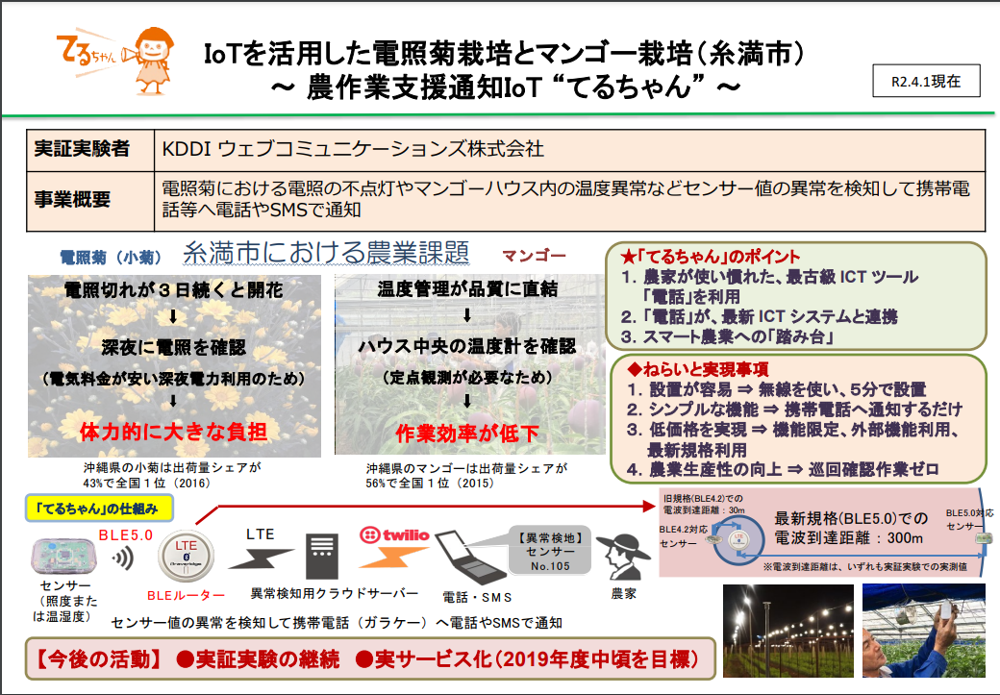 てるちゃん
IoTを活用した電照菊栽培とマンゴー栽培（糸満市）
～ 農作業支援通知IoT “てるちゃん” ～
R2.4.1現在
実証実験者
KDDI ウェブコミュニケーションズ株式会社
事業概要
電照菊における電照の不点灯やマンゴーハウス内の温度異常などセンサー値の異常を検知して携帯電
話等へ電話やSMSで通知
電照菊（小菊）
糸満市における農業課題
マンゴー
電照切れが３日続くと開花
↓
深夜に電照を確認
（電気料金が安い深夜電力利用のため）
↓
体力的に大きな負担
沖縄県の小菊は出荷量シェアが
43%で全国１位（2016）
温度管理が品質に直結
↓
ハウス中央の温度計を確認
（定点観測が必要なため）
↓
作業効率が低下
沖縄県のマンゴーは出荷量シェアが
56%で全国１位（2015）
★「てるちゃん」のポイント
1．農家が使い慣れた、最古級 ICT ツール
「電話」を利用
2．「電話」が、最新 ICT システムと連携
3．スマート農業への「踏み台」
◆ねらいと実現事項
1．設置が容易 ⇒ 無線を使い、５分で設置
2．シンプルな機能 ⇒ 携帯電話へ通知するだけ
3．低価格を実現 ⇒ 機能限定、外部機能利用、
最新規格利用
4．農業生産性の向上 ⇒ 巡回確認作業ゼロ
「てるちゃん」の仕組み
BLE5.0
センサー
（照度また
は温湿度）
LTE
BLEルーター
LTE
異常検知用クラウドサーバー
twilio
電話・SMS
【異常検地】
センサー
No.105
農家
センサー値の異常を検知して携帯電話（ガラケー）へ電話やSMSで通知
旧規格(BLE4.2)での
電波到達距離：30m
BLE4.2対応
センサー
最新規格(BLE5.0)での
電波到達距離：300m
BLE5.0対応
センサー
※電波到達距離は、いずれも実証実験での実測値
【今後の活動】 ●実証実験の継続 ●実サービス化（2019年度中頃を目標）